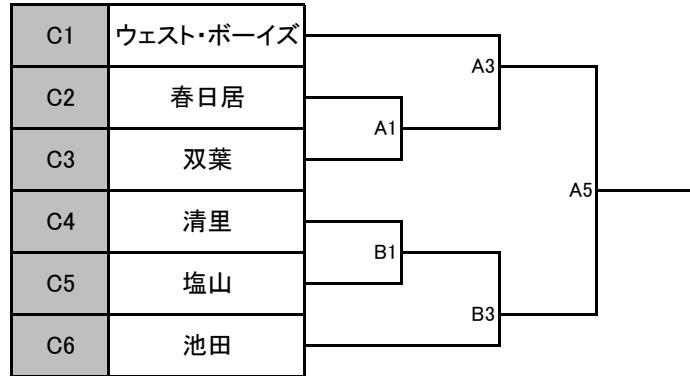 C1 ウェスト・ボーイズ
A3
C2 春日居
A1
C3 双葉
A5
C4 清里
B1
C5 塩山
B3
C6 池田